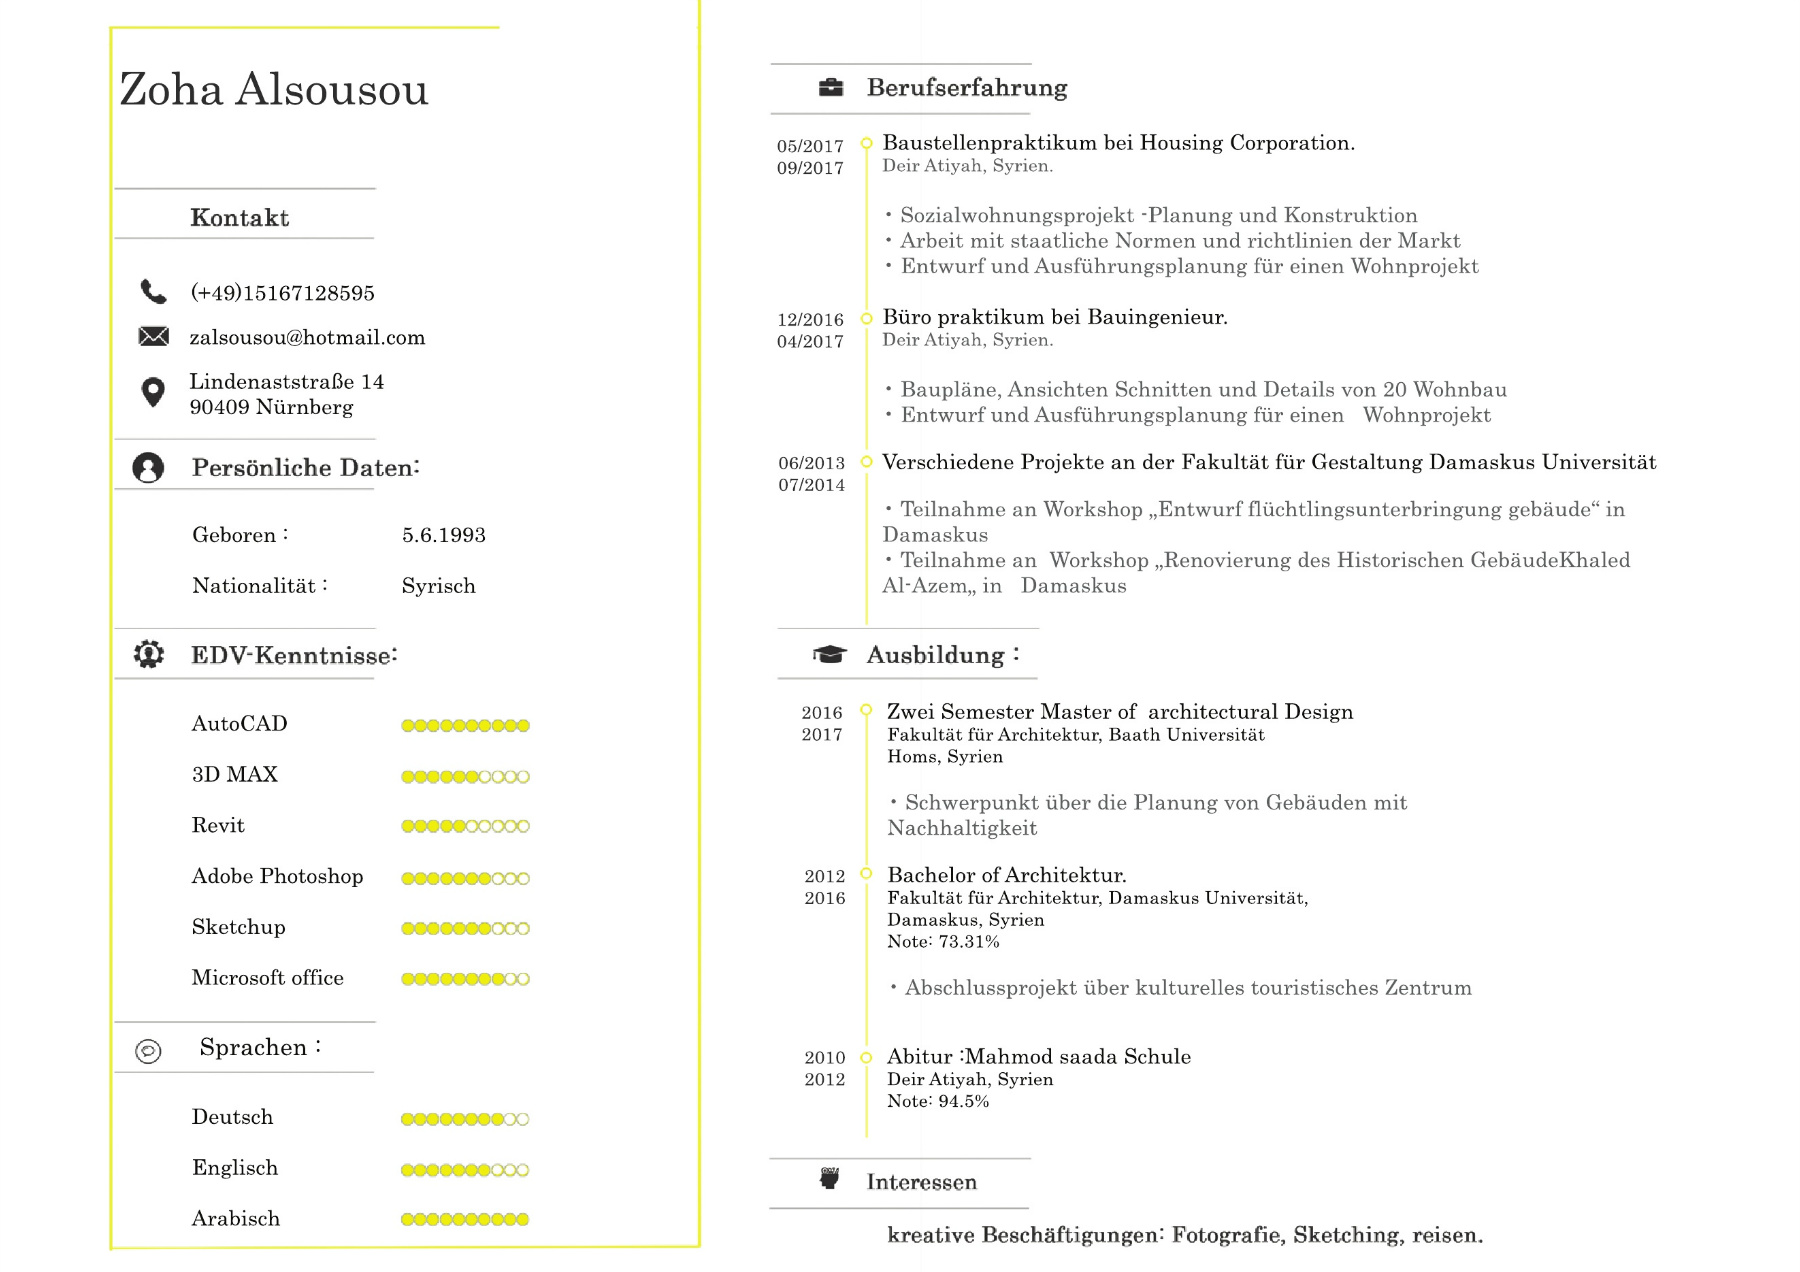 Zoha Alsousou
Kontakt
(+49)15167128595
zalsousou@hotmail.com
Lindenaststraße 14
90409 Nürnberg
Persönliche Daten:
Geboren : 5.6.1993
Nationalität : Syrisch
EDV-Kenntnisse:
AutoCAD
3D MAX
Revit
Adobe Photoshop
Sketchup
Microsoft office
Sprachen :
Deutsch
Englisch
Arabisch
Berufserfahrung
05/2017 Baustellenpraktikum bei Housing Corporation.
09/2017 Deir Atiyah, Syrien.
• Sozialwohnungsprojekt -Planung und Konstruktion
• Arbeit mit staatliche Normen und richtlinien der Markt
• Entwurf und Ausführungsplanung für einen Wohnprojekt
12/2016 Büro praktikum bei Bauingenieur.
04/2017 Deir Atiyah, Syrien.
• Baupläne, Ansichten Schnitten und Details von 20 Wohnbau
• Entwurf und Ausführungsplanung für einen Wohnprojekt
06/2013 Verschiedene Projekte an der Fakultät für Gestaltung Damaskus Universität
07/2014
• Teilnahme an Workshop „Entwurf flüchtlingsunterbringung gebäude“ in
Damaskus
• Teilnahme an Workshop „Renovierung des Historischen GebäudeKhaled
Al-Azem„ in Damaskus
Ausbildung :
2016 Zwei Semester Master of architectural Design
2017 Fakultät für Architektur, Baath Universität
Homs, Syrien
• Schwerpunkt über die Planung von Gebäuden mit
Nachhaltigkeit
2012 Bachelor of Architektur.
2016 Fakultät für Architektur, Damaskus Universität,
Damaskus, Syrien
Note: 73.31%
• Abschlussprojekt über kulturelles touristisches Zentrum
2010 Abitur :Mahmod saada Schule
2012 Deir Atiyah, Syrien
Note: 94.5%
Interessen
kreative Beschäftigungen: Fotografie, Sketching, reisen.